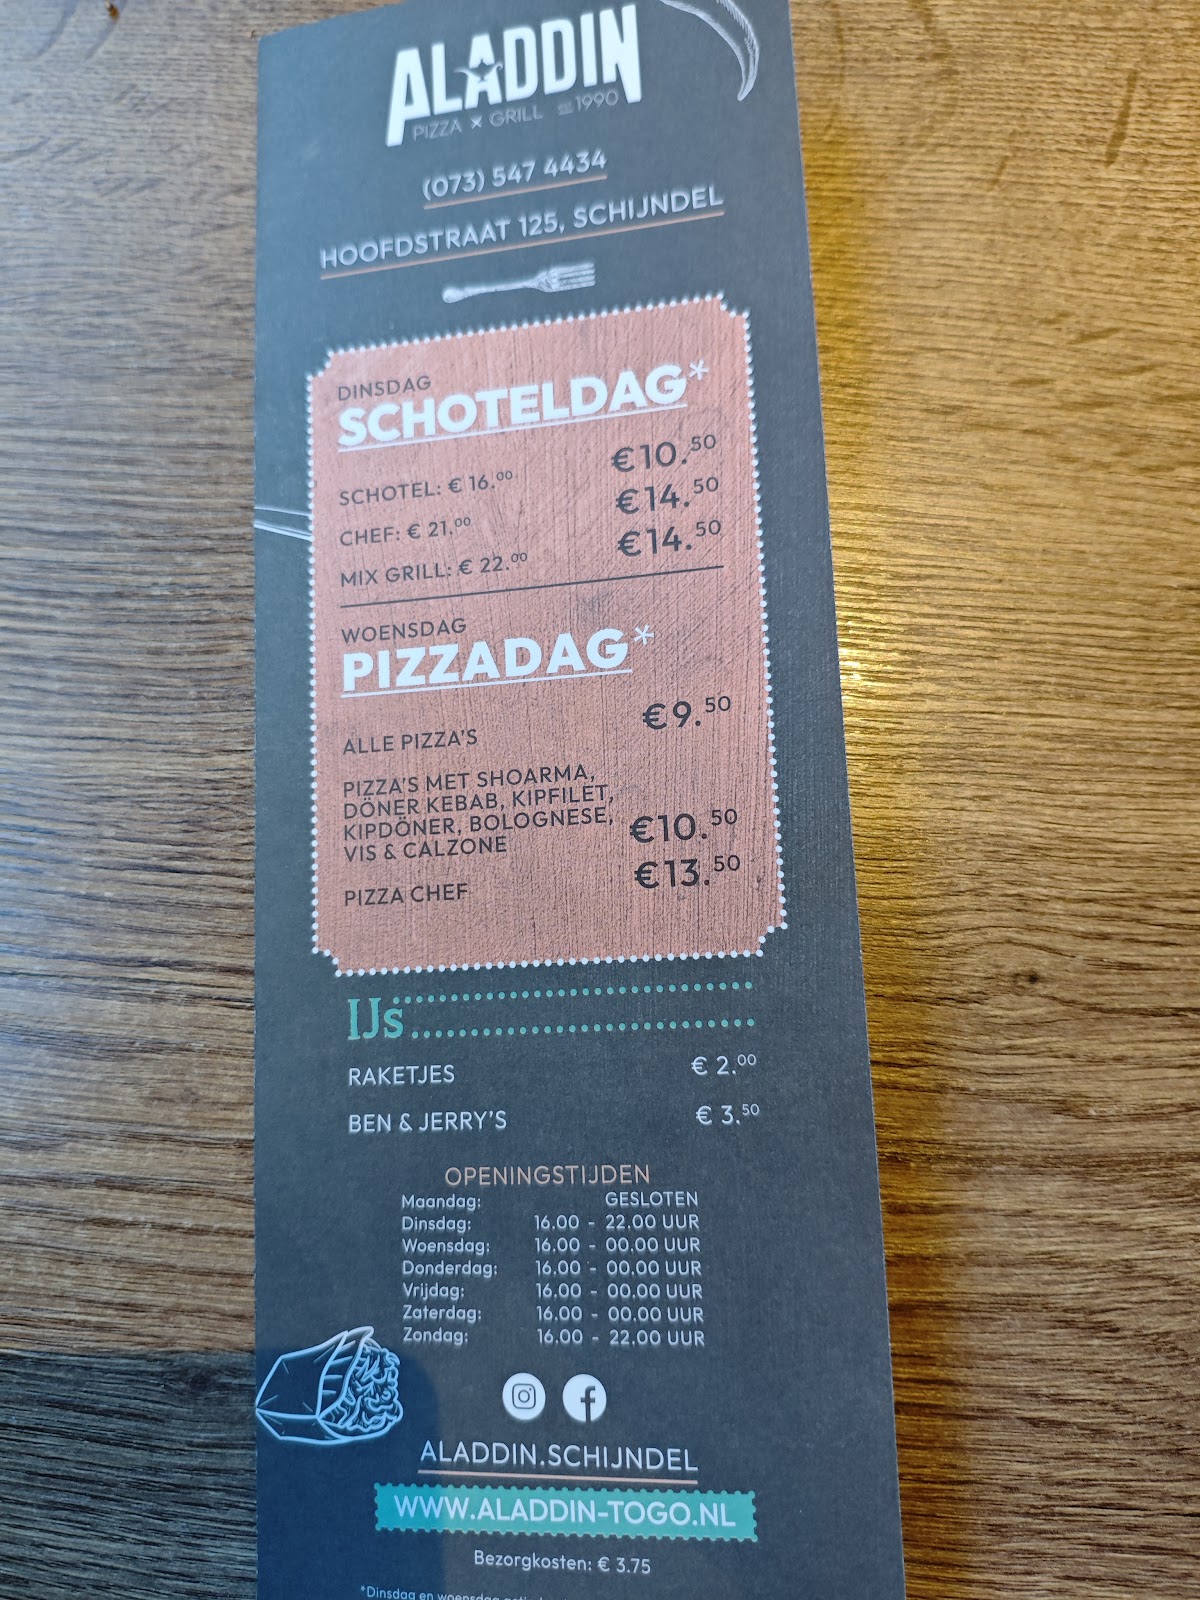 ALADDIN
PIZZA × GRILL EST 1990
(073) 547 4434
HOOFDSTRAAT 125, SCHIJNDEL
DINSDAG
SCHOTELDAG*
SCHOTEL: € 16.00 €10.50
CHEF: € 21.00 €14.50
MIX GRILL: € 22.00 €14.50
WOENSDAG
PIZZADAG*
ALLE PIZZA'S €9.50
PIZZA'S MET SHOARMA,
DÖNER KEBAB, KIPFILET,
KIPDÖNER, BOLOGNESE,
VIS & CALZONE €10.50
PIZZA CHEF €13.50
IJs
RAKETJES € 2.00
BEN & JERRY'S € 3.50
OPENINGSTIJDEN
Maandag: GESLOTEN
Dinsdag: 16.00 - 22.00 UUR
Woensdag: 16.00 - 00.00 UUR
Donderdag: 16.00 - 00.00 UUR
Vrijdag: 16.00 - 00.00 UUR
Zaterdag: 16.00 - 00.00 UUR
Zondag: 16.00 - 22.00 UUR
ALADDIN.SCHIJNDEL
WWW.ALADDIN-TOGO.NL
Bezorgkosten: € 3.75
*Dinsdag en woensdag